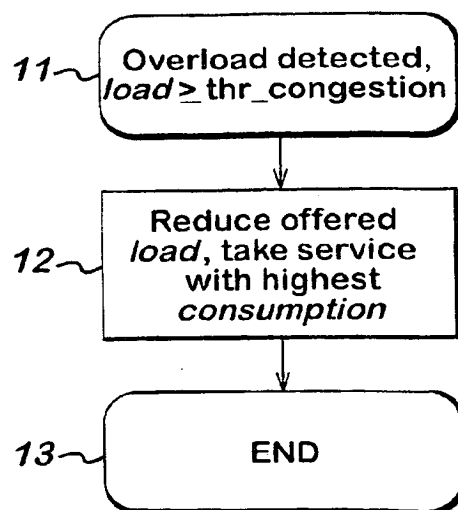 11
Overload detected,
load ≥ thr_congestion
12
Reduce offered
load, take service
with highest
consumption
13
END